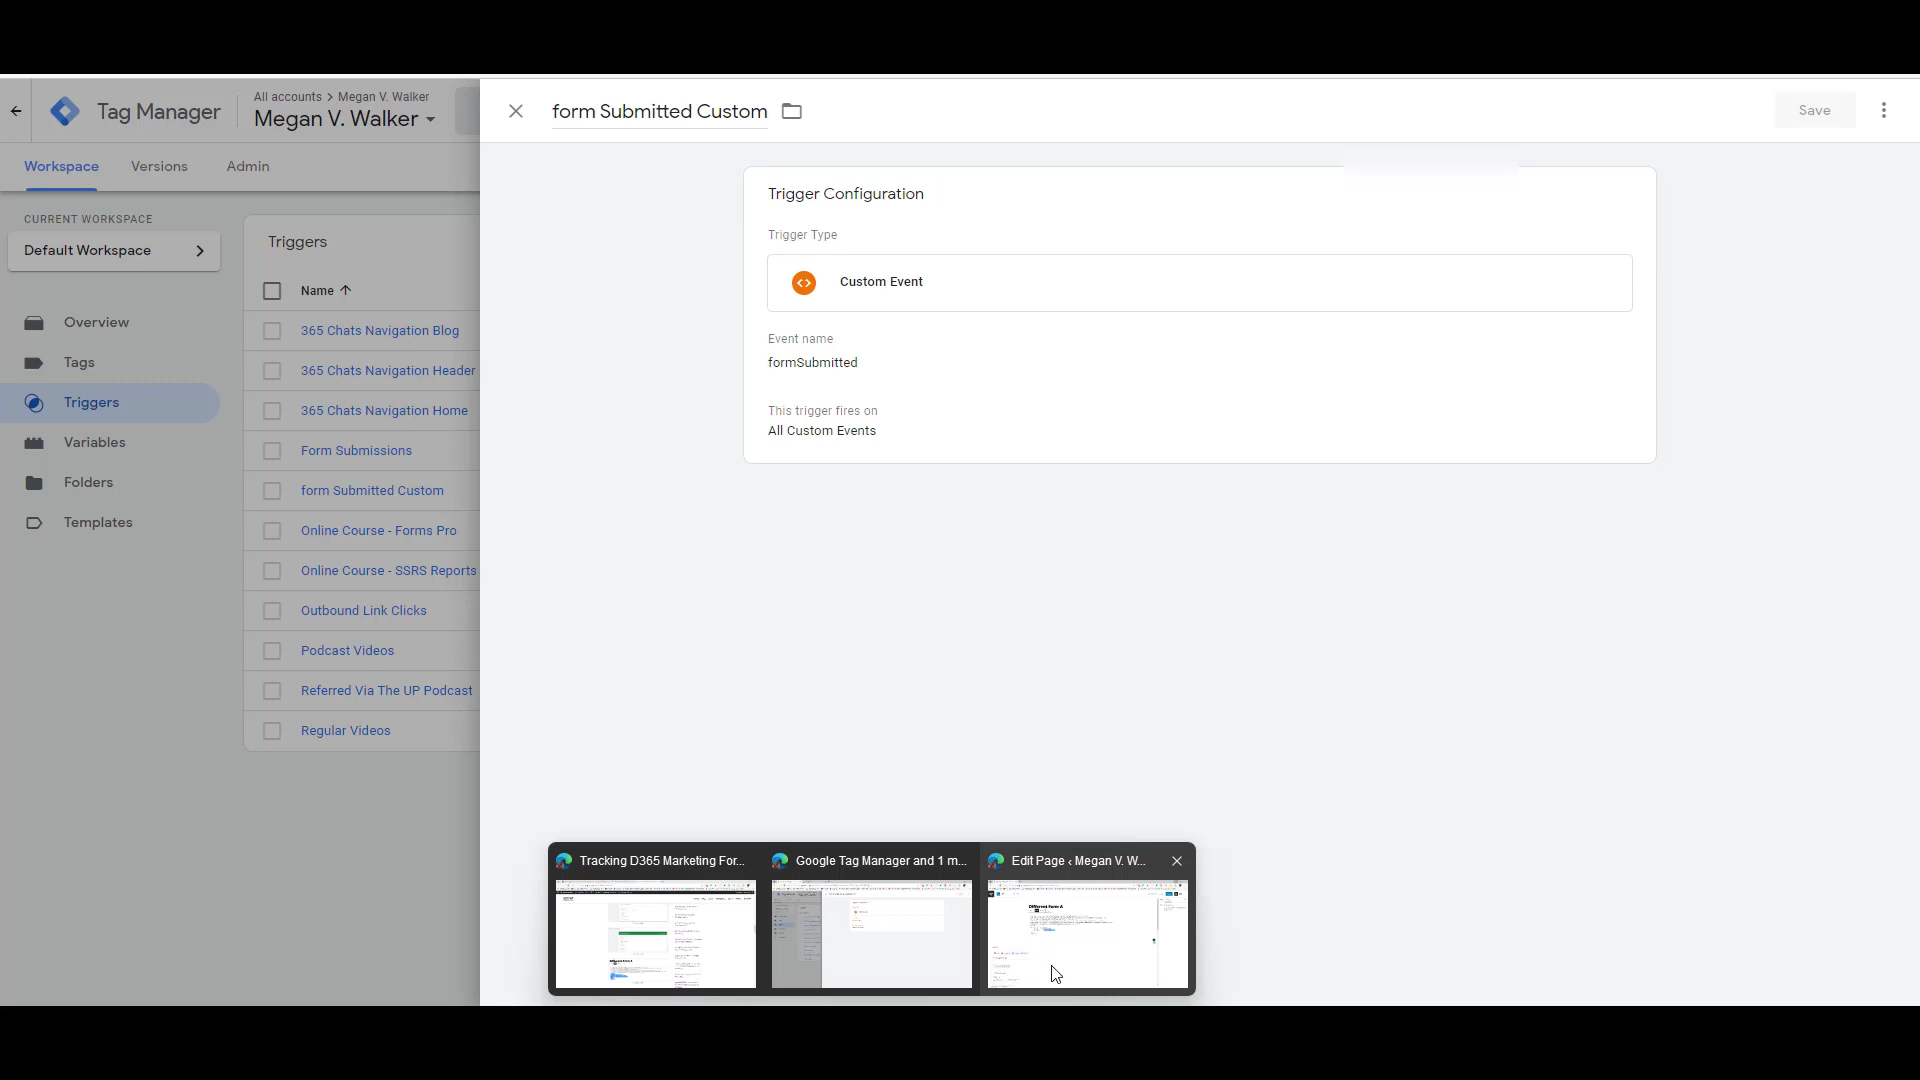 Tag Manager
All accounts > Megan V. Walker
Megan V. Walker
form Submitted Custom
Save
Workspace
Versions
Admin
CURRENT WORKSPACE
Default Workspace
Overview
Tags
Triggers
Variables
Folders
Templates
Triggers
Name
365 Chats Navigation Blog
365 Chats Navigation Header
365 Chats Navigation Home
Form Submissions
form Submitted Custom
Online Course - Forms Pro
Online Course - SSRS Reports
Outbound Link Clicks
Podcast Videos
Referred Via The UP Podcast
Regular Videos
Trigger Configuration
Trigger Type
Custom Event
Event name
formSubmitted
This trigger fires on
All Custom Events
Tracking D365 Marketing For...
Google Tag Manager and 1 m...
Edit Page ‹ Megan V. W...
Different Form A